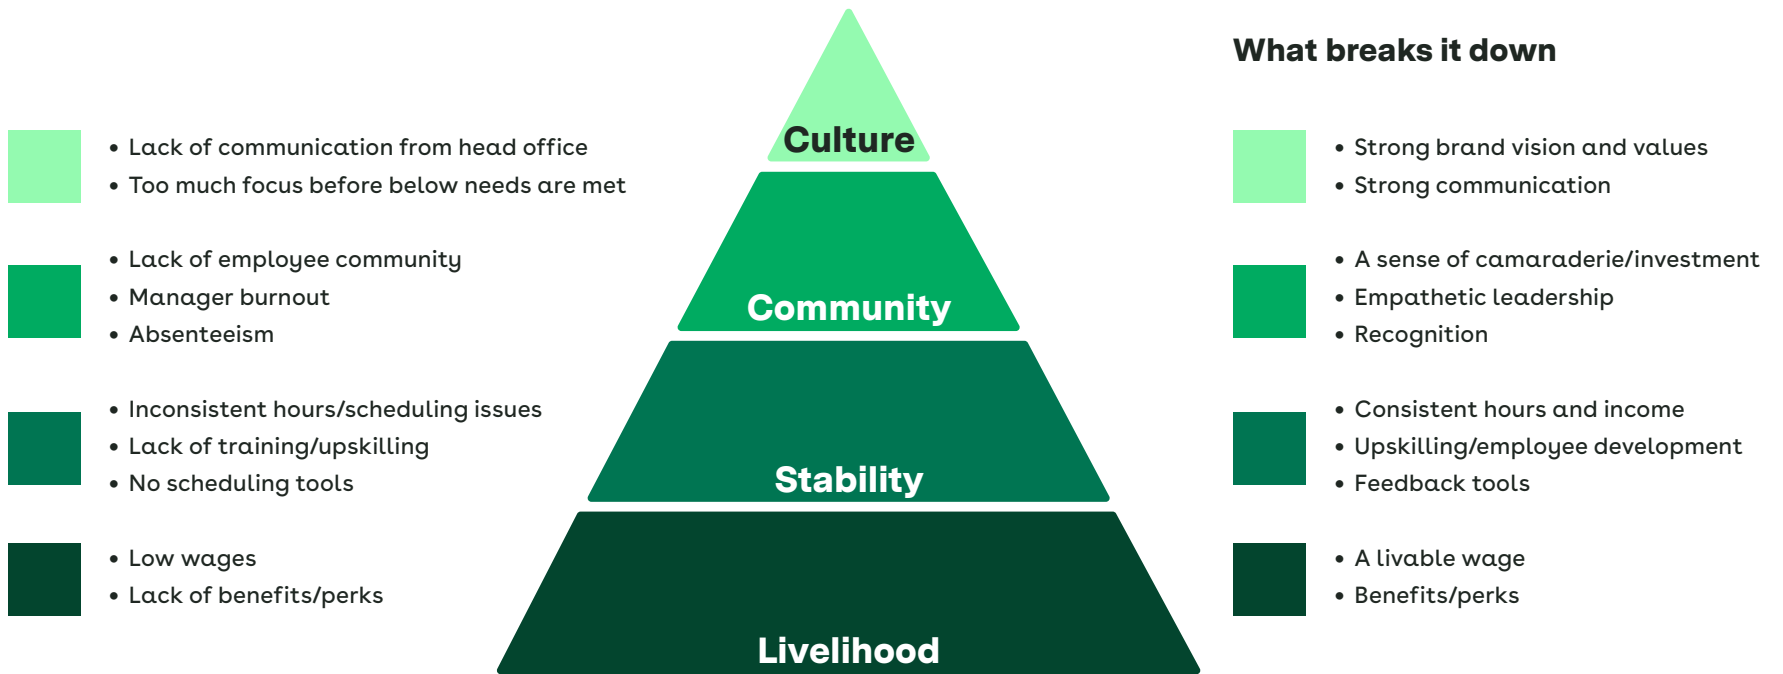 What breaks it down
• Lack of communication from head office
• Too much focus before below needs are met
• Lack of employee community
• Manager burnout
• Absenteeism
• Inconsistent hours/scheduling issues
• Lack of training/upskilling
• No scheduling tools
• Low wages
• Lack of benefits/perks
Culture
Community
Stability
Livelihood
• Strong brand vision and values
• Strong communication
• A sense of camaraderie/investment
• Empathetic leadership
• Recognition
• Consistent hours and income
• Upskilling/employee development
• Feedback tools
• A livable wage
• Benefits/perks